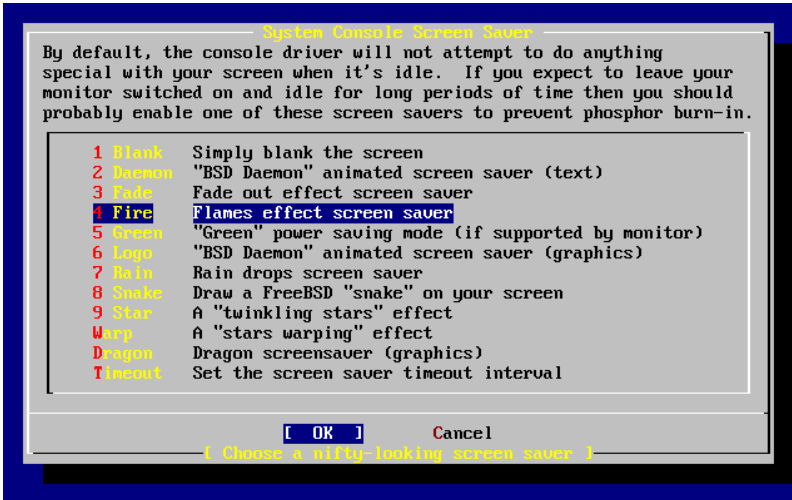 System Console Screen Saver
By default, the console driver will not attempt to do anything
special with your screen when it's idle.  If you expect to leave your
monitor switched on and idle for long periods of time then you should
probably enable one of these screen savers to prevent phosphor burn-in.
1 Blank   Simply blank the screen
2 Daemon  "BSD Daemon" animated screen saver (text)
3 Fade    Fade out effect screen saver
4 Fire    Flames effect screen saver
5 Green   "Green" power saving mode (if supported by monitor)
6 Logo    "BSD Daemon" animated screen saver (graphics)
7 Rain    Rain drops screen saver
8 Snake   Draw a FreeBSD "snake" on your screen
9 Star    A "twinkling stars" effect
Warp      A "stars warping" effect
Dragon    Dragon screensaver (graphics)
Timeout   Set the screen saver timeout interval
[  OK  ]       Cancel
[ Choose a nifty-looking screen saver ]